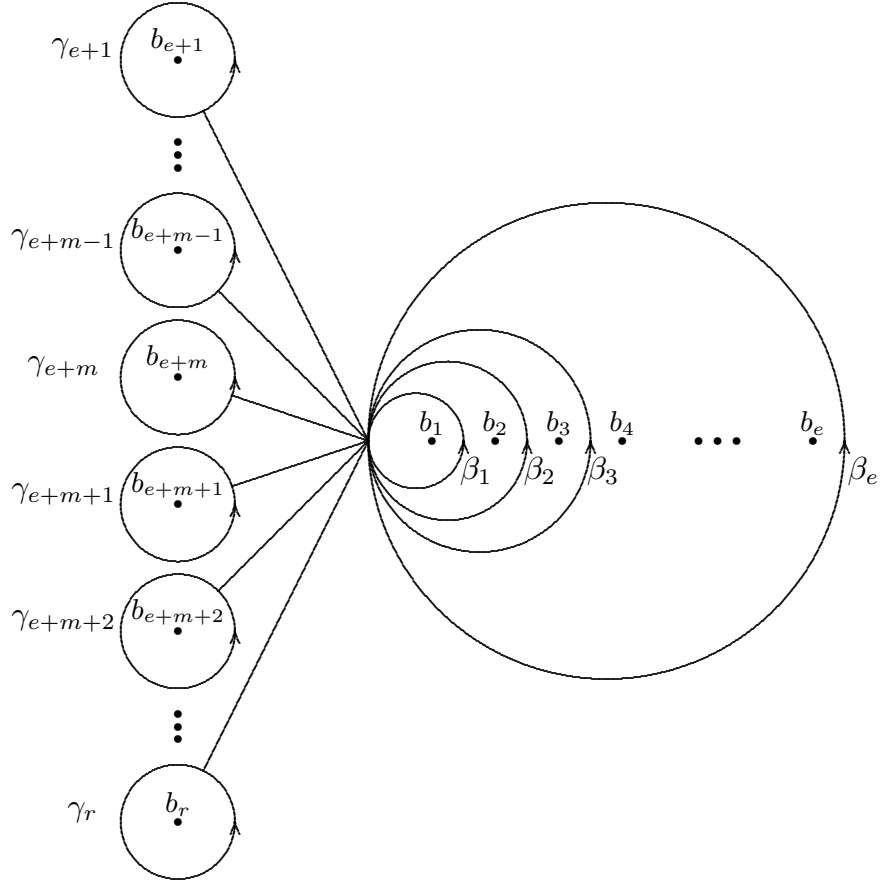 γ_{e+1} b_{e+1}
γ_{e+m−1} b_{e+m−1}
γ_{e+m} b_{e+m}
b_1 b_2 b_3 b_4 b_e
β_1 β_2 β_3 β_e
γ_{e+m+1} b_{e+m+1}
γ_{e+m+2} b_{e+m+2}
γ_r b_r